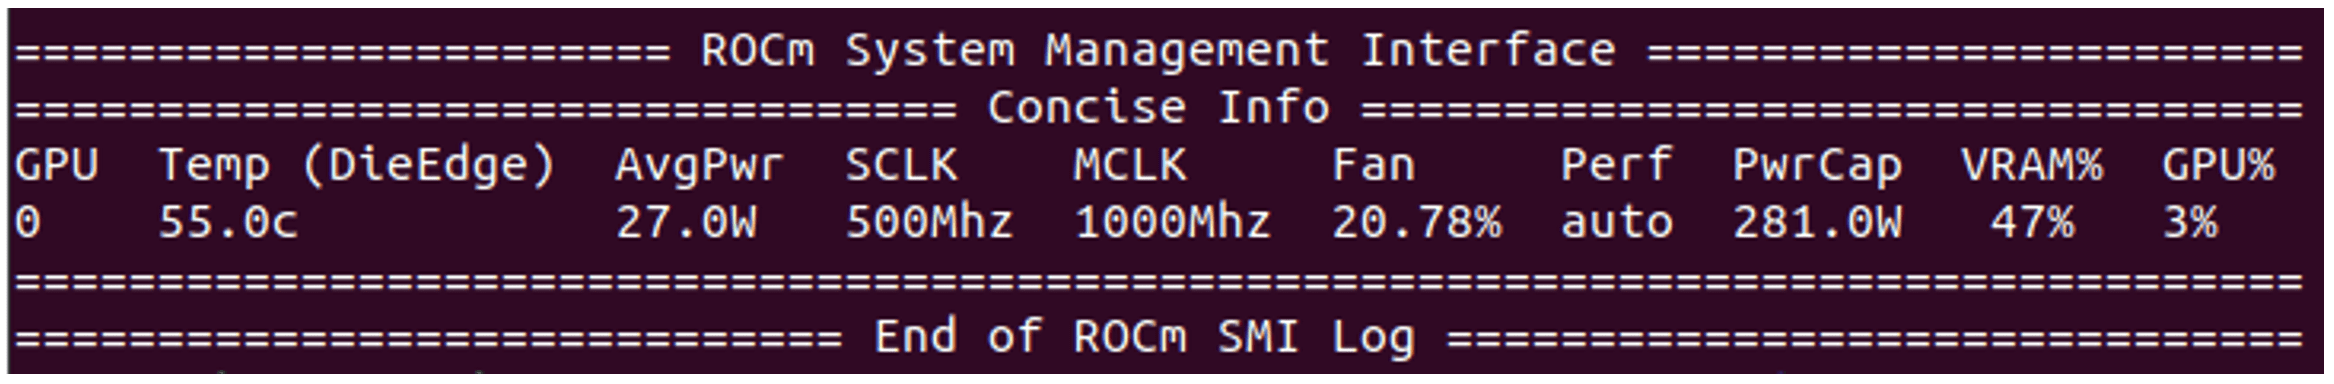 ======================= ROCm System Management Interface =======================
================================= Concise Info =================================
GPU  Temp (DieEdge)  AvgPwr  SCLK    MCLK     Fan     Perf  PwrCap  VRAM%  GPU%
0    55.0c           27.0W   500Mhz  1000Mhz  20.78%  auto  281.0W   47%   3%
================================================================================
============================= End of ROCm SMI Log ==============================